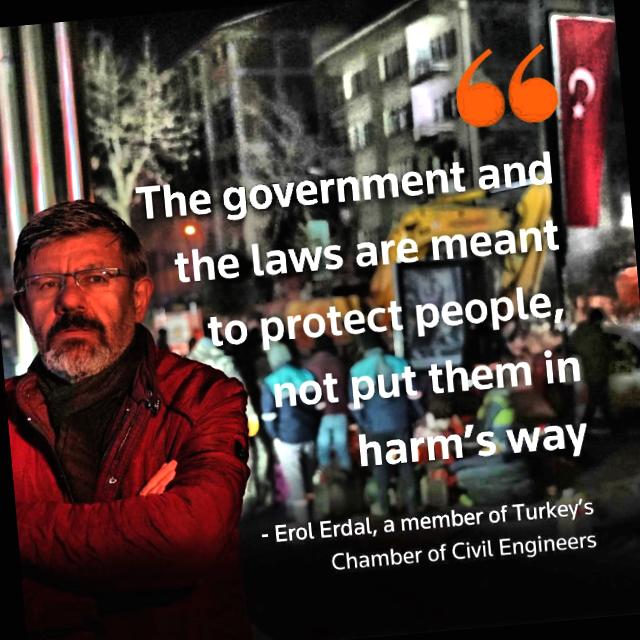 The government and
the laws are meant
to protect people,
not put them in
harm's way
- Erol Erdal, a member of Turkey's
Chamber of Civil Engineers